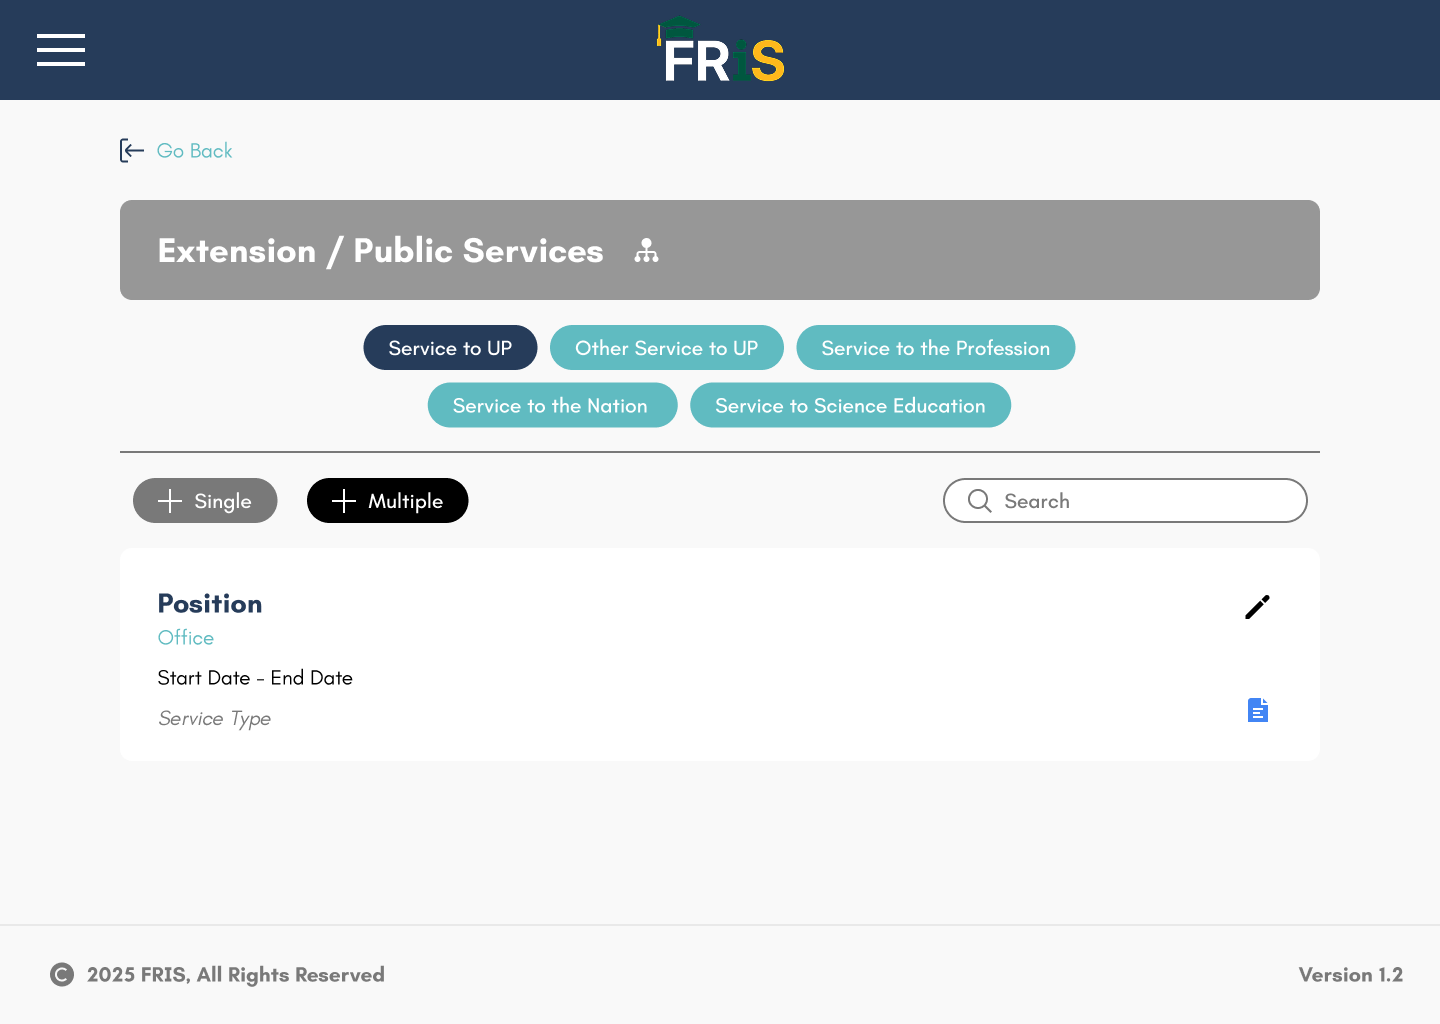 FRiS
Go Back
Extension / Public Services
Service to UP
Other Service to UP
Service to the Profession
Service to the Nation
Service to Science Education
Single
Multiple
Search
Position
Office
Start Date - End Date
Service Type
© 2025 FRIS, All Rights Reserved
Version 1.2